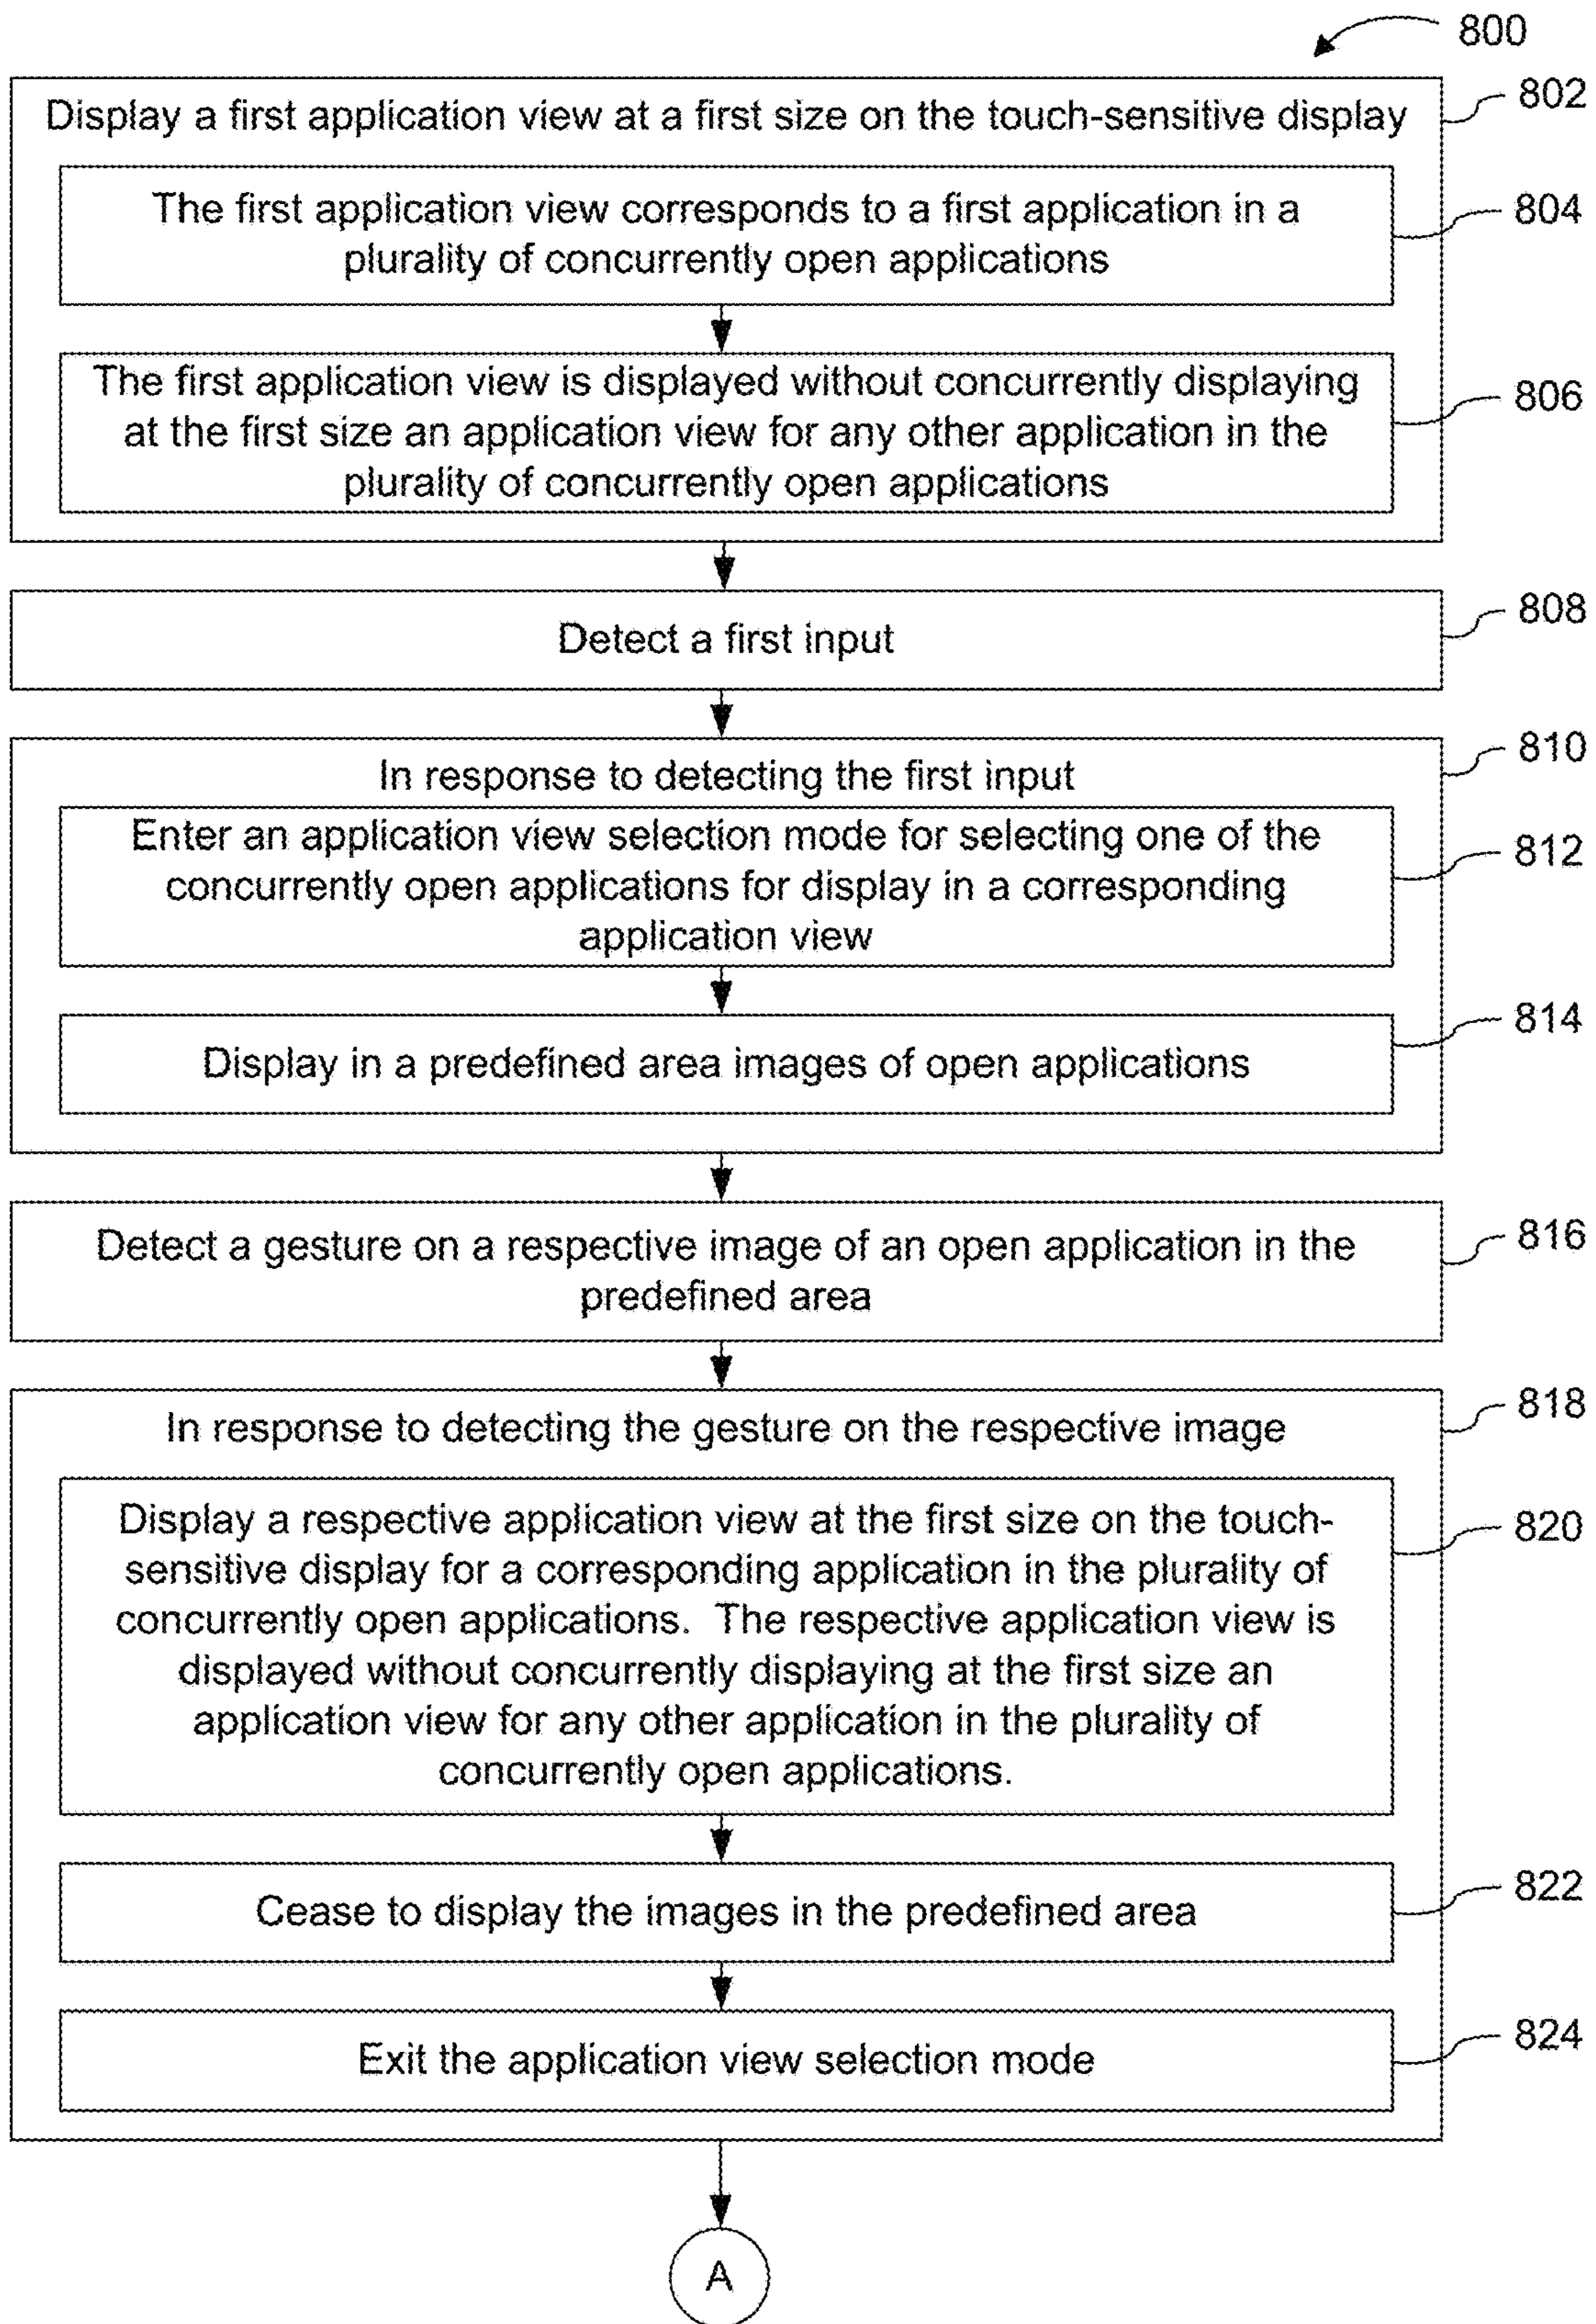 800
Display a first application view at a first size on the touch-sensitive display
802
The first application view corresponds to a first application in a
plurality of concurrently open applications
804
The first application view is displayed without concurrently displaying
at the first size an application view for any other application in the
plurality of concurrently open applications
806
Detect a first input
808
In response to detecting the first input
810
Enter an application view selection mode for selecting one of the
concurrently open applications for display in a corresponding
application view
812
Display in a predefined area images of open applications
814
Detect a gesture on a respective image of an open application in the
predefined area
816
In response to detecting the gesture on the respective image
818
Display a respective application view at the first size on the touch-
sensitive display for a corresponding application in the plurality of
concurrently open applications.  The respective application view is
displayed without concurrently displaying at the first size an
application view for any other application in the plurality of
concurrently open applications.
820
Cease to display the images in the predefined area
822
Exit the application view selection mode
824
A